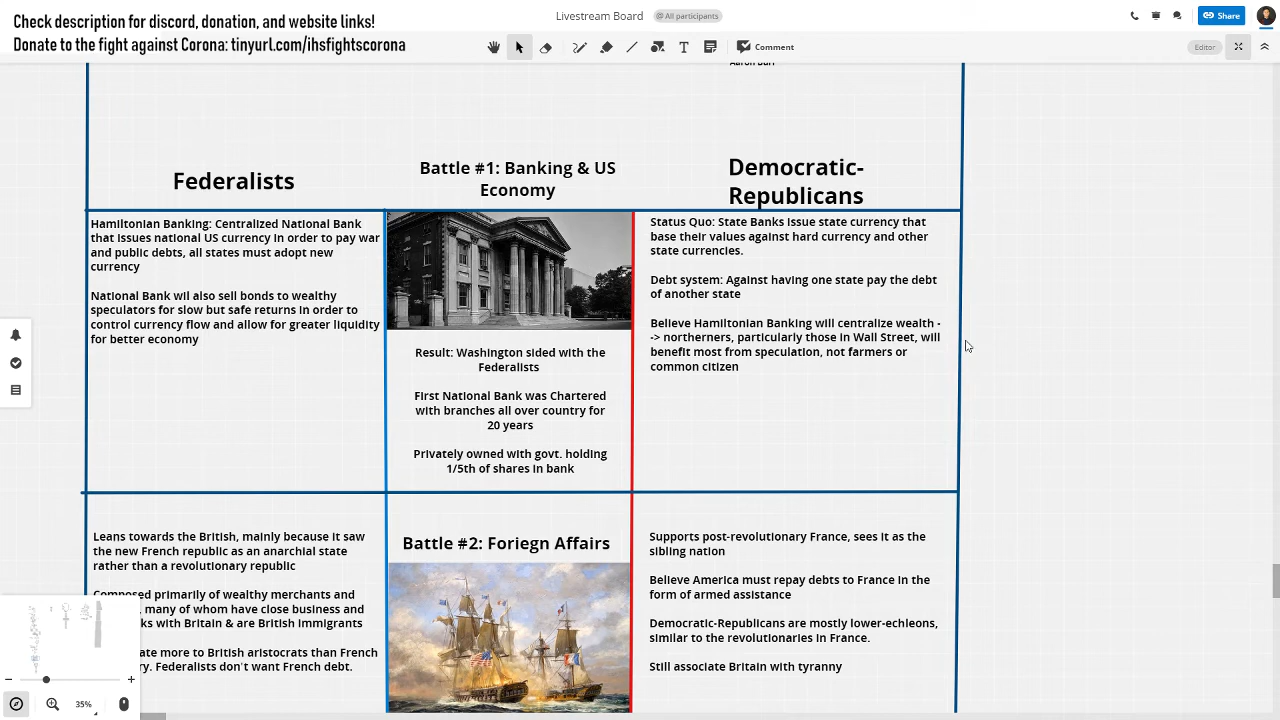 Check description for discord, donation, and website links!
Donate to the fight against Corona: tinyurl.com/ihsfightscorona
Livestream Board
@ All participants
Share
Comment
Editor
Aaron Burr
Federalists
Battle #1: Banking & US
Economy
Democratic-
Republicans
Hamiltonian Banking: Centralized National Bank
that issues national US currency in order to pay war
and public debts, all states must adopt new
currency
National Bank wil also sell bonds to wealthy
speculators for slow but safe returns in order to
control currency flow and allow for greater liquidity
for better economy
Result: Washington sided with the
Federalists
First National Bank was Chartered
with branches all over country for
20 years
Privately owned with govt. holding
1/5th of shares in bank
Status Quo: State Banks issue state currency that
base their values against hard currency and other
state currencies.
Debt system: Against having one state pay the debt
of another state
Believe Hamiltonian Banking will centralize wealth -
-> northerners, particularly those in Wall Street, will
benefit most from speculation, not farmers or
common citizen
Leans towards the British, mainly because it saw
the new French republic as an anarchial state
rather than a revolutionary republic
Composed primarily of wealthy merchants and
many of whom have close business and
ks with Britain & are British immigrants
ate more to British aristocrats than French
ry. Federalists don't want French debt.
Battle #2: Foriegn Affairs
Supports post-revolutionary France, sees it as the
sibling nation
Believe America must repay debts to France in the
form of armed assistance
Democratic-Republicans are mostly lower-echleons,
similar to the revolutionaries in France.
Still associate Britain with tyranny
35%